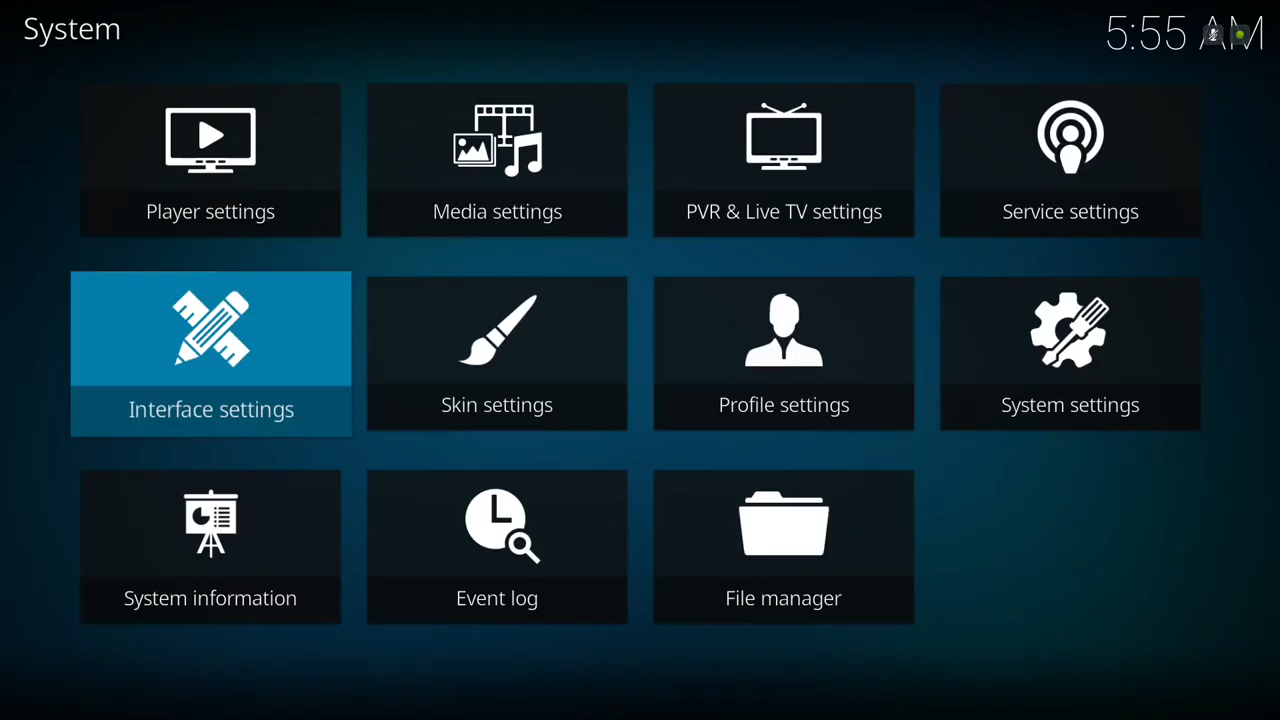 System
5:55 AM
Player settings
Media settings
PVR & Live TV settings
Service settings
Interface settings
Skin settings
Profile settings
System settings
System information
Event log
File manager